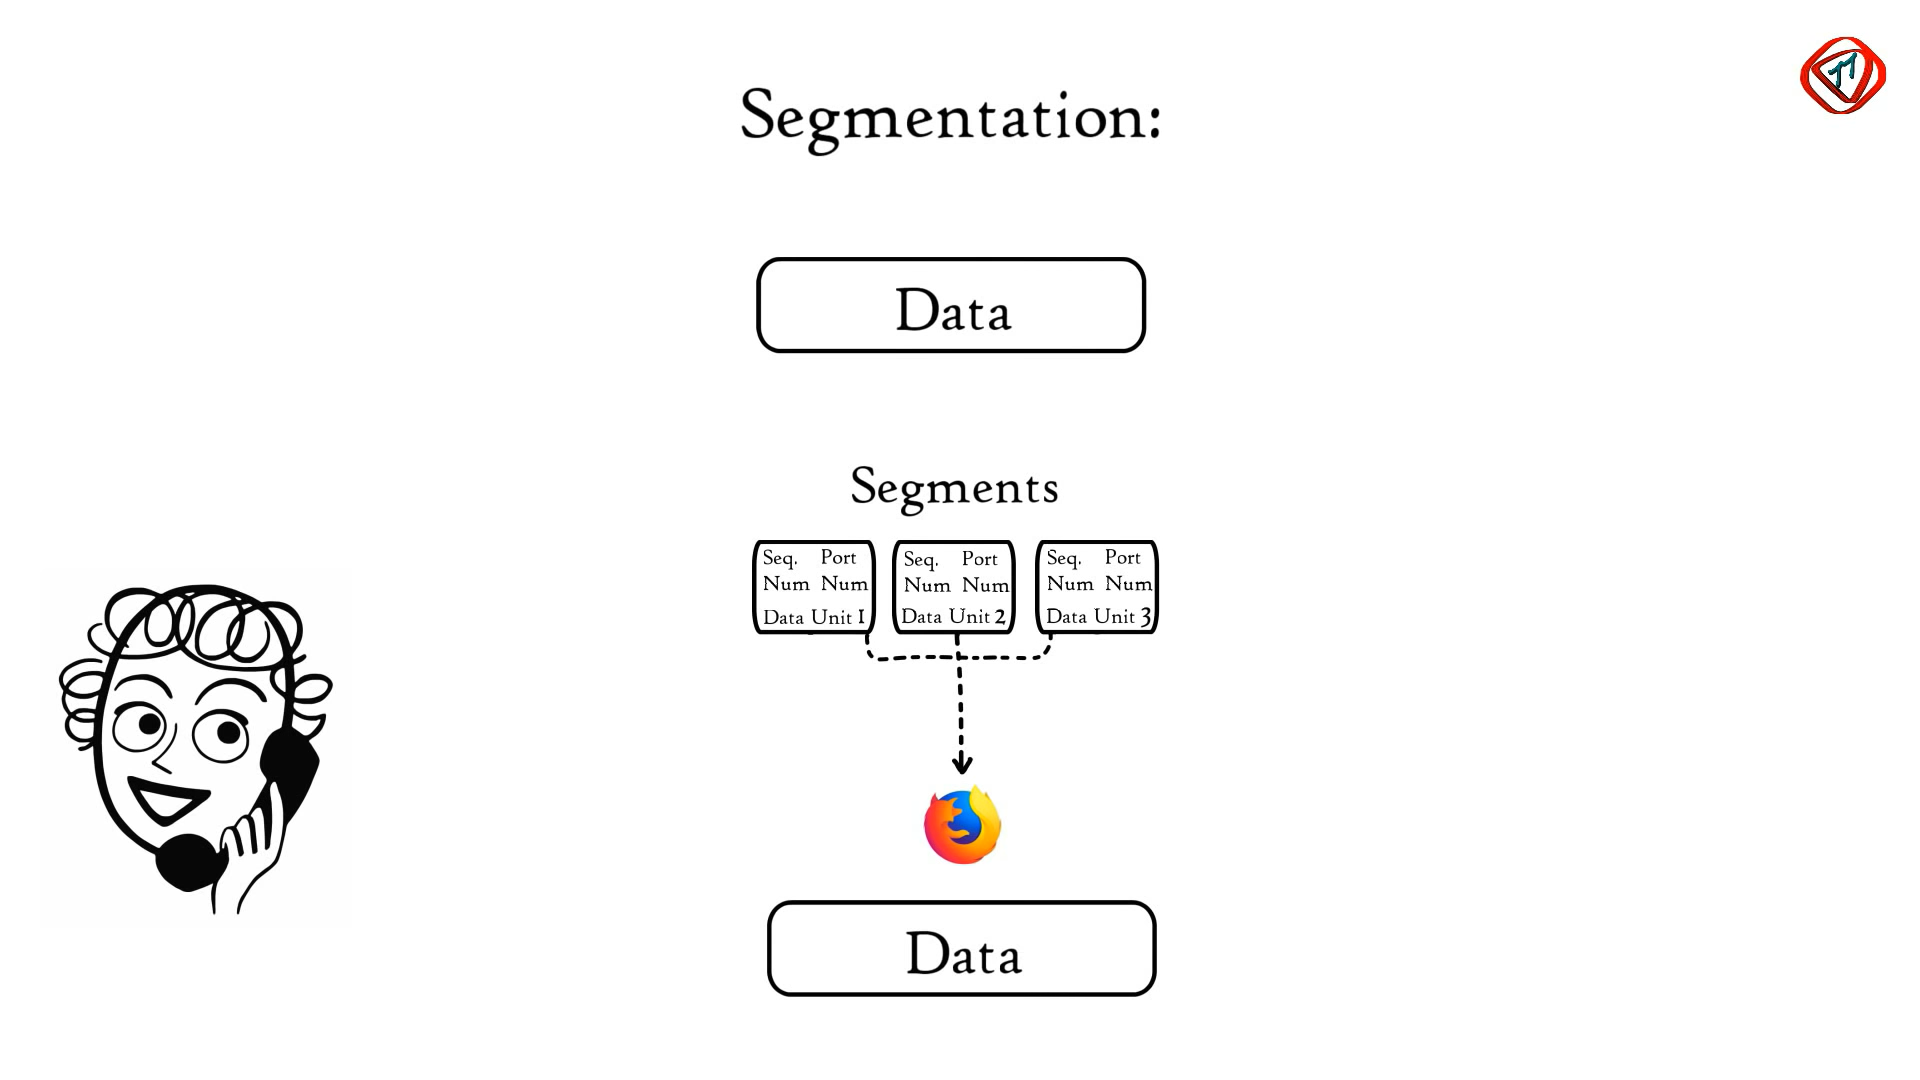 Segmentation:
Data
Segments
Seq. Port
Num Num
Data Unit 1
Seq. Port
Num Num
Data Unit 2
Seq. Port
Num Num
Data Unit 3
Data